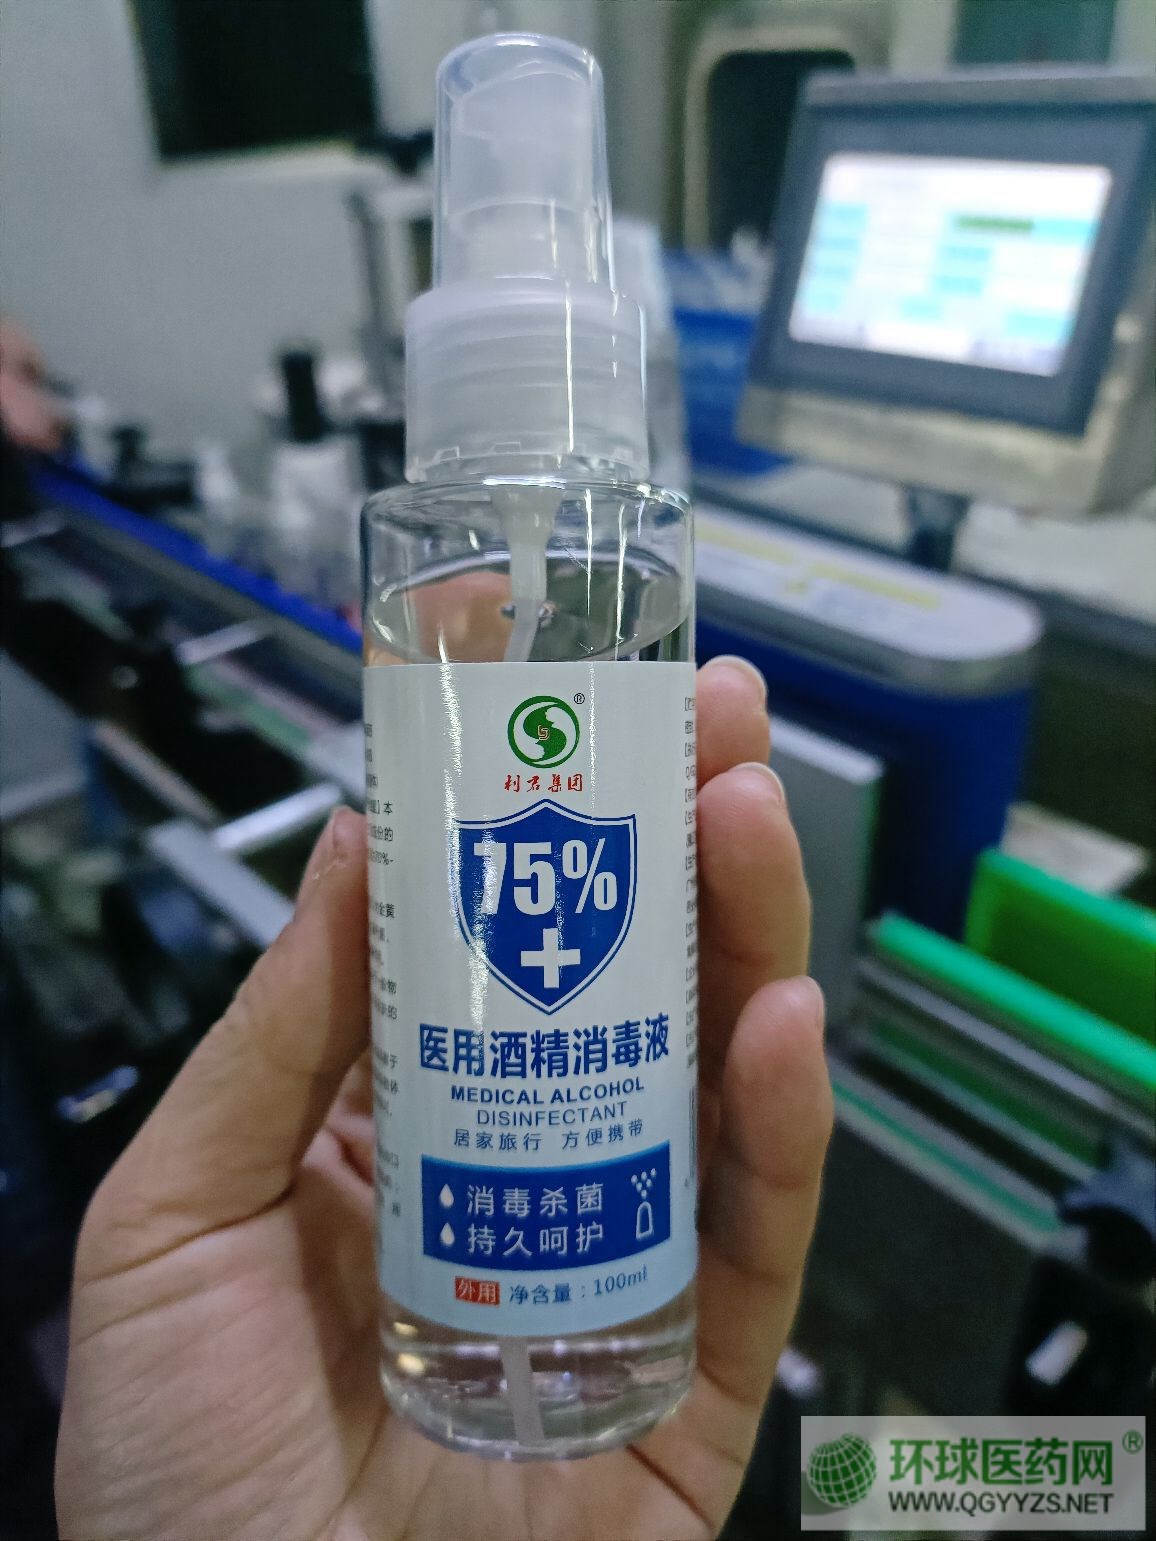 ®
利君集团
75%
医用酒精消毒液
MEDICAL ALCOHOL
DISINFECTANT
居家旅行 方便携带
消毒杀菌
持久呵护
外用 净含量：100ml
环球医药网®
WWW.QGYYZS.NET